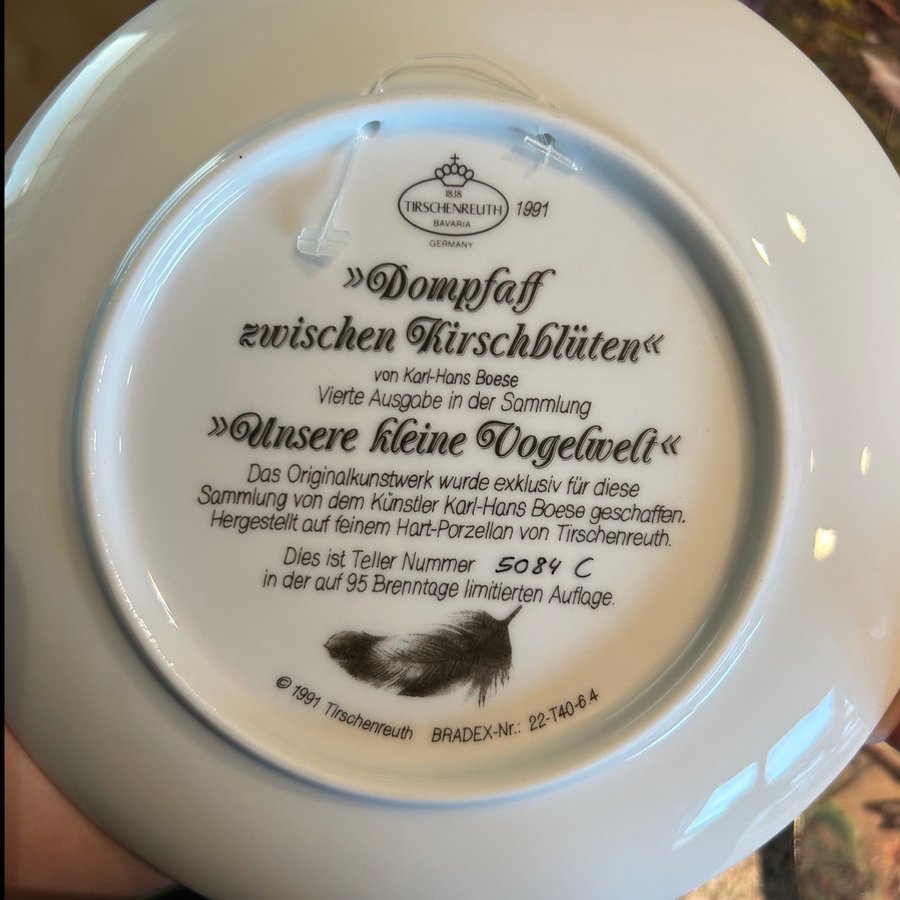 1838
TIRSCHENREUTH 1991
BAVARIA
GERMANY
»Dompfaff
zwischen Kirschblüten«
von Karl-Hans Boese
Vierte Ausgabe in der Sammlung
»Unsere kleine Vogelwelt«
Das Originalkunstwerk wurde exklusiv für diese
Sammlung von dem Künstler Karl-Hans Boese geschaffen.
Hergestellt auf feinem Hart-Porzellan von Tirschenreuth.
Dies ist Teller Nummer 5084 C
in der auf 95 Brenntage limitierten Auflage.
© 1991 Tirschenreuth BRADEX-Nr.: 22-T40-6.4